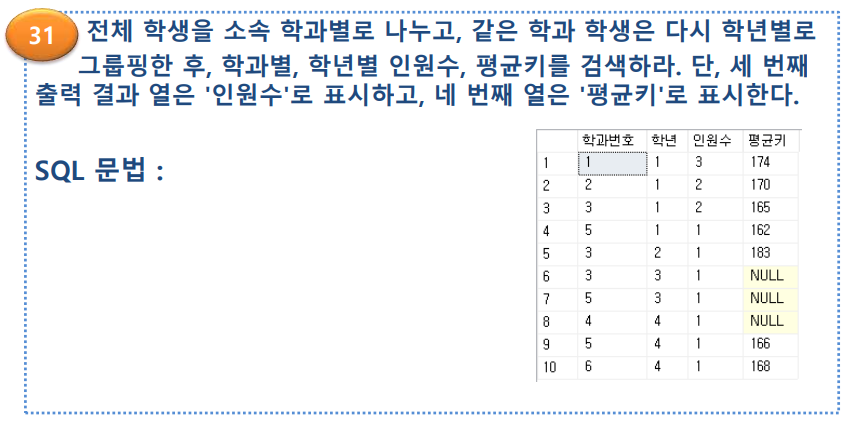 31 전체 학생을 소속 학과별로 나누고, 같은 학과 학생은 다시 학년별로
그룹핑한 후, 학과별, 학년별 인원수, 평균키를 검색하라. 단, 세 번째
출력 결과 열은 '인원수'로 표시하고, 네 번째 열은 '평균키'로 표시한다.
SQL 문법 :
학과번호 학년 인원수 평균키
1 1 1 3 174
2 2 1 2 170
3 3 1 2 165
4 5 1 1 162
5 3 2 1 183
6 3 3 1 NULL
7 5 3 1 NULL
8 4 4 1 NULL
9 5 4 1 166
10 6 4 1 168